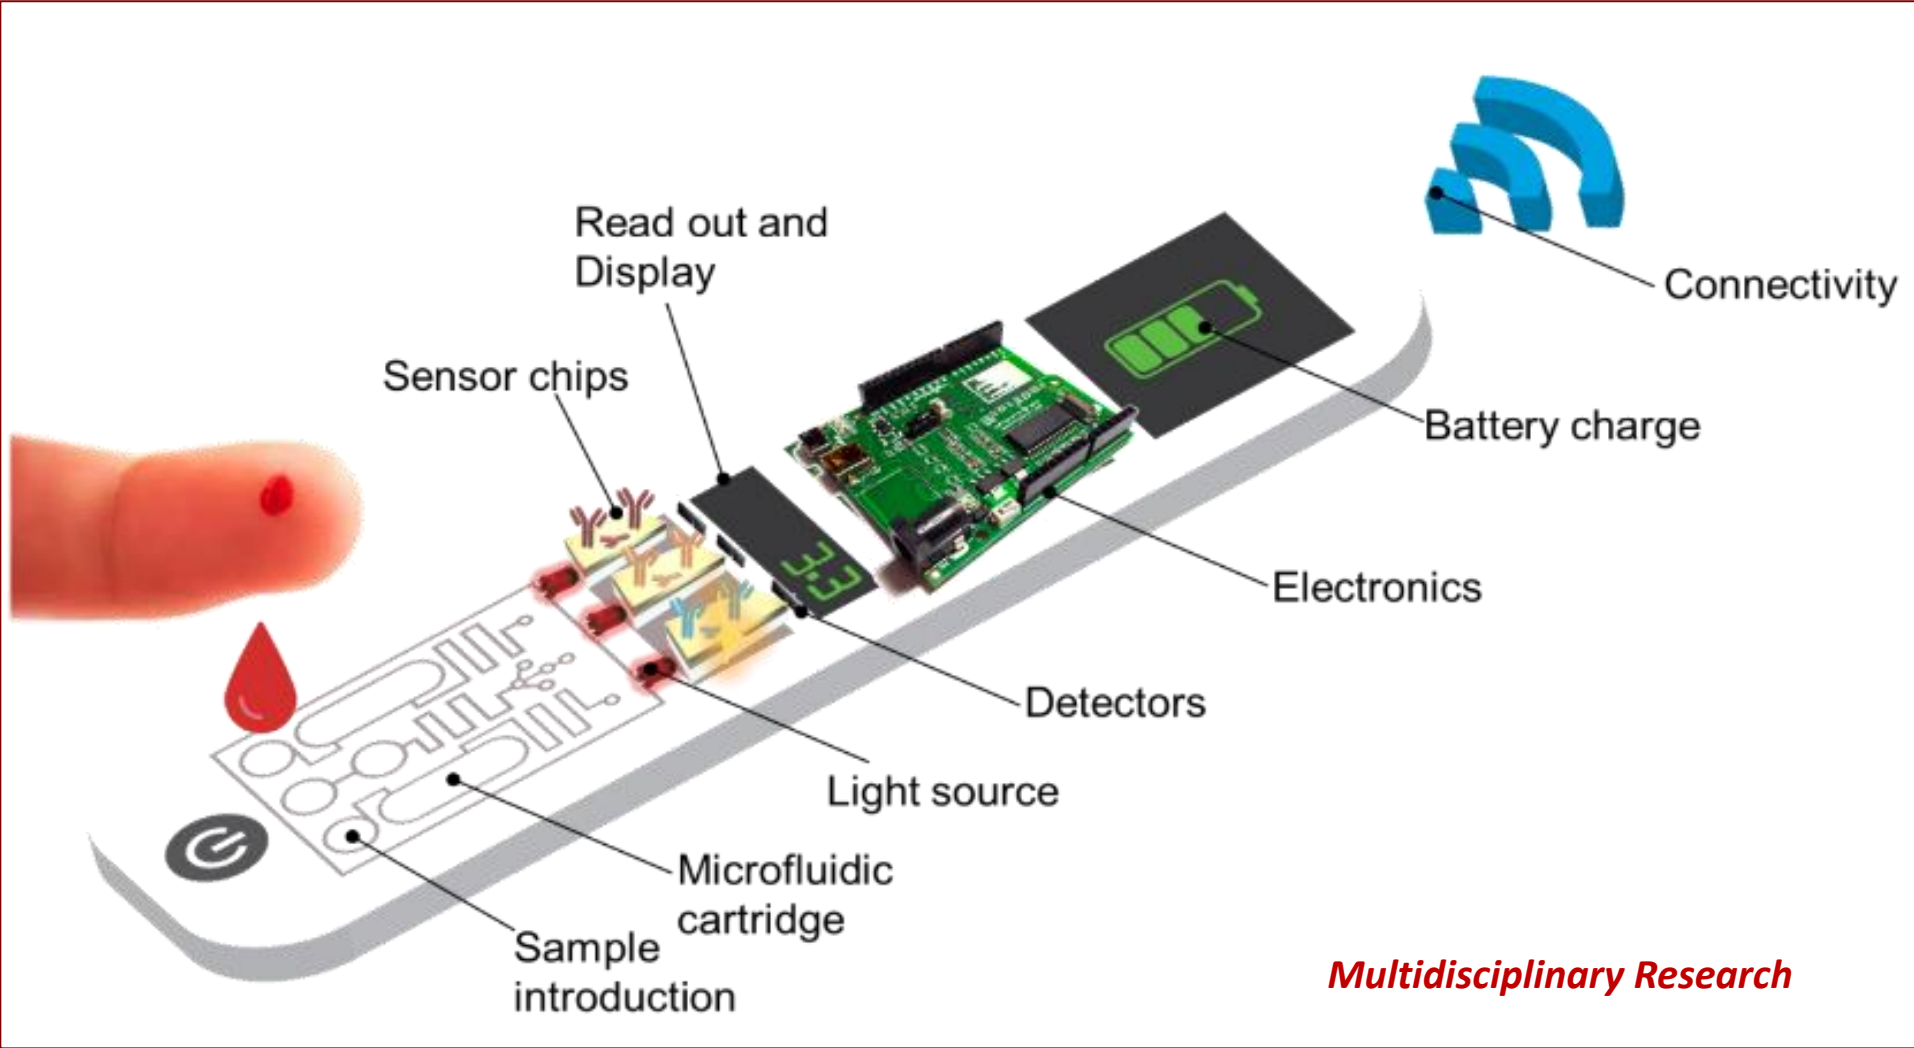 Read out and
Display
Connectivity
Sensor chips
Battery charge
3.3
Electronics
Detectors
Light source
Microfluidic
cartridge
Sample
introduction
Multidisciplinary Research